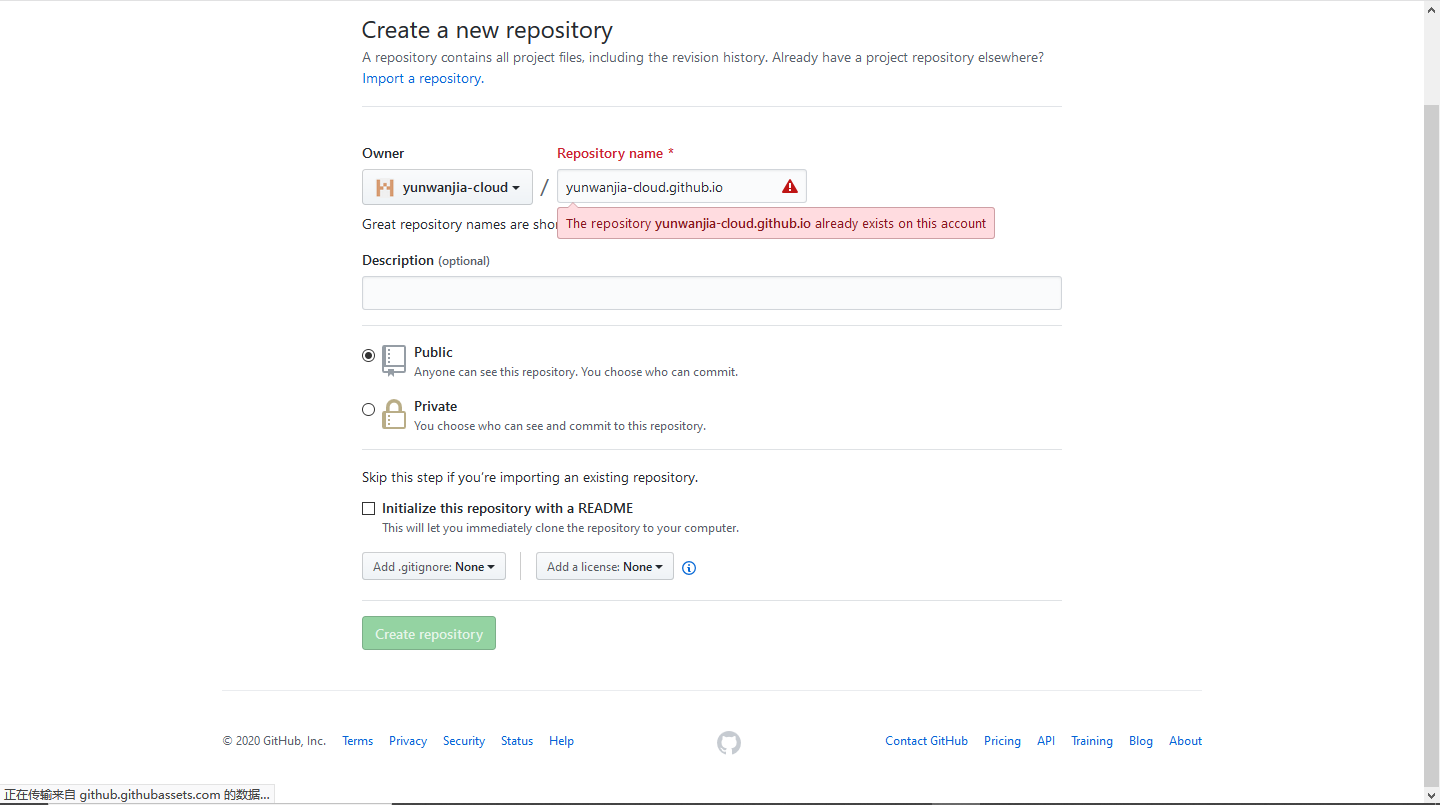 Create a new repository
A repository contains all project files, including the revision history. Already have a project repository elsewhere?
Import a repository.
Owner
Repository name *
yunwanjia-cloud
/
yunwanjia-cloud.github.io
Great repository names are
The repository yunwanjia-cloud.github.io already exists on this account
Description (optional)
Public
Anyone can see this repository. You choose who can commit.
Private
You choose who can see and commit to this repository.
Skip this step if you’re importing an existing repository.
Initialize this repository with a README
This will let you immediately clone the repository to your computer.
Add .gitignore: None
Add a license: None
Create repository
© 2020 GitHub, Inc. Terms Privacy Security Status Help Contact GitHub Pricing API Training Blog About
正在传输来自 github.githubassets.com 的数据...